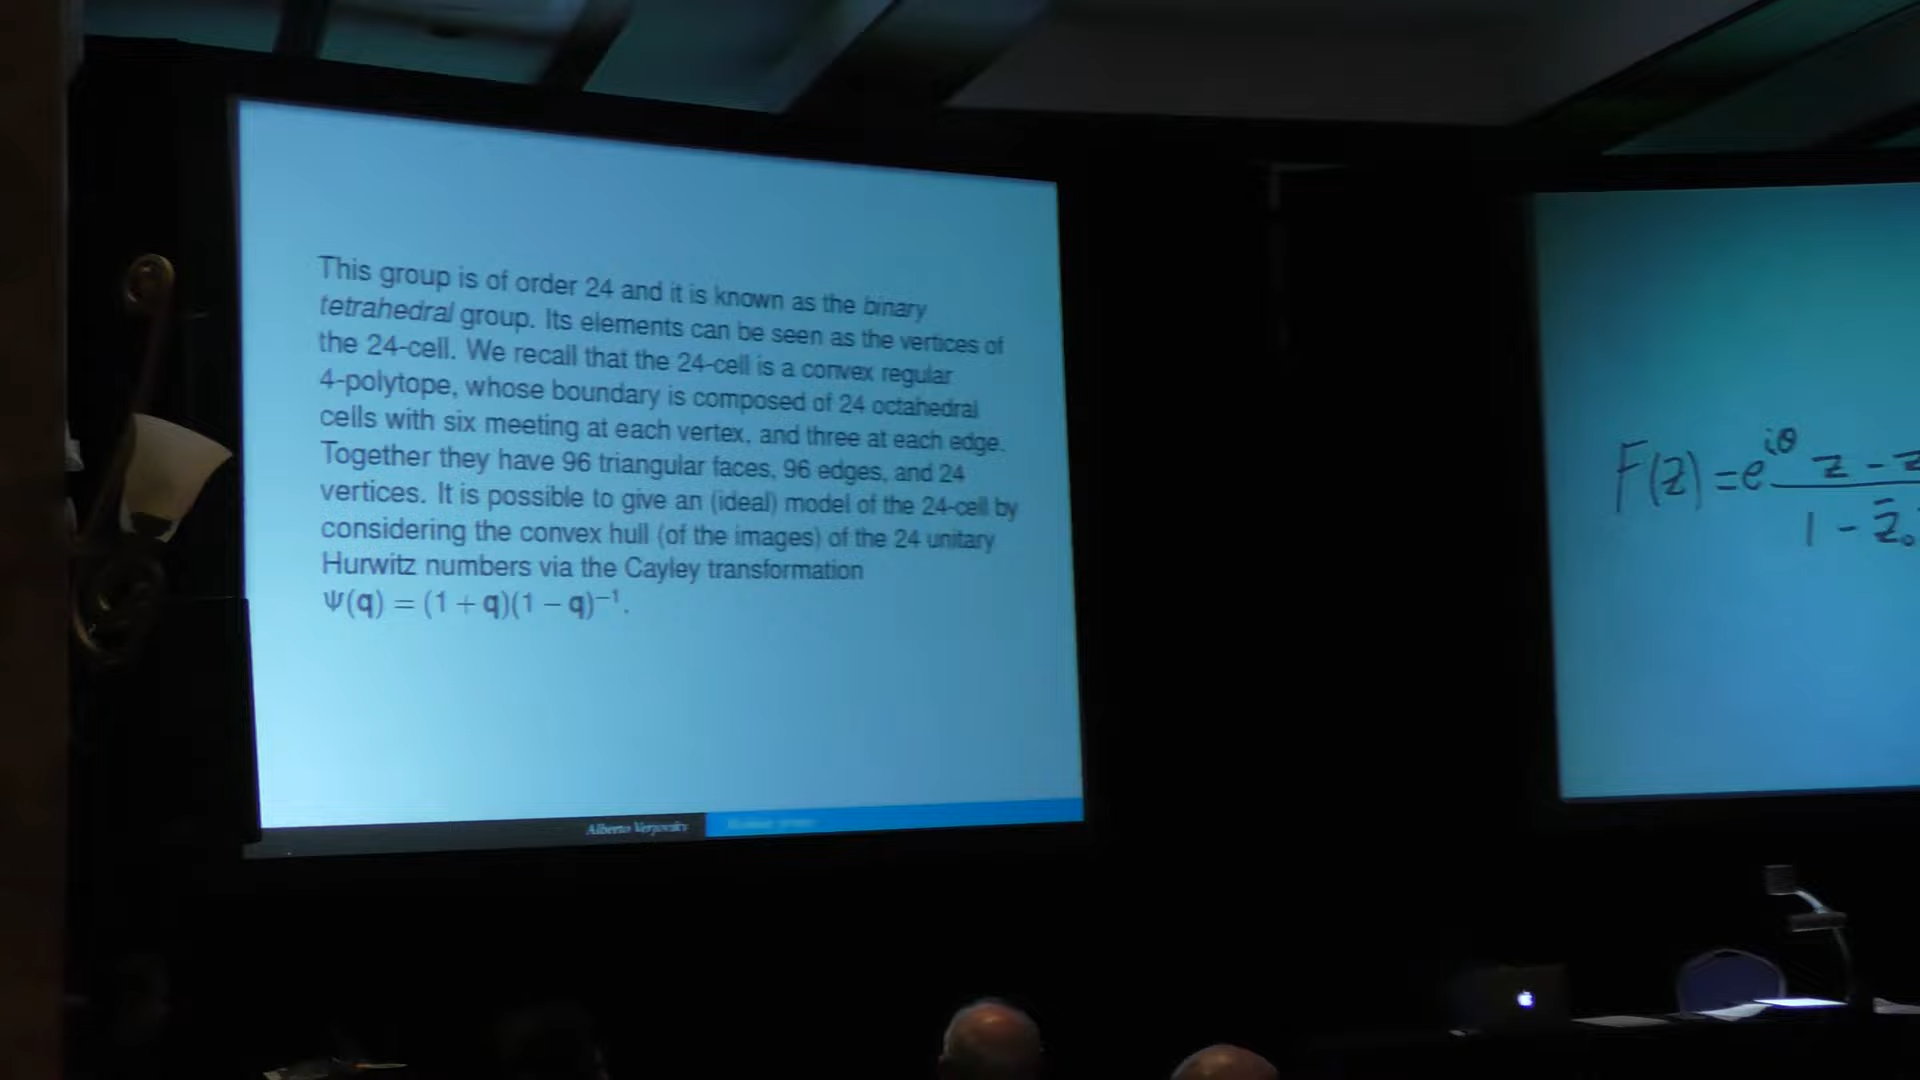 This group is of order 24 and it is known as the binary
tetrahedral group. Its elements can be seen as the vertices of
the 24-cell. We recall that the 24-cell is a convex regular
4-polytope, whose boundary is composed of 24 octahedral
cells with six meeting at each vertex, and three at each edge.
Together they have 96 triangular faces, 96 edges, and 24
vertices. It is possible to give an (ideal) model of the 24-cell by
considering the convex hull (of the images) of the 24 unitary
Hurwitz numbers via the Cayley transformation
Ψ(q) = (1 + q)(1 − q)⁻¹.
Alberto Verjovsky
F(z) = e^{iθ} z - z
1 - z̄₀